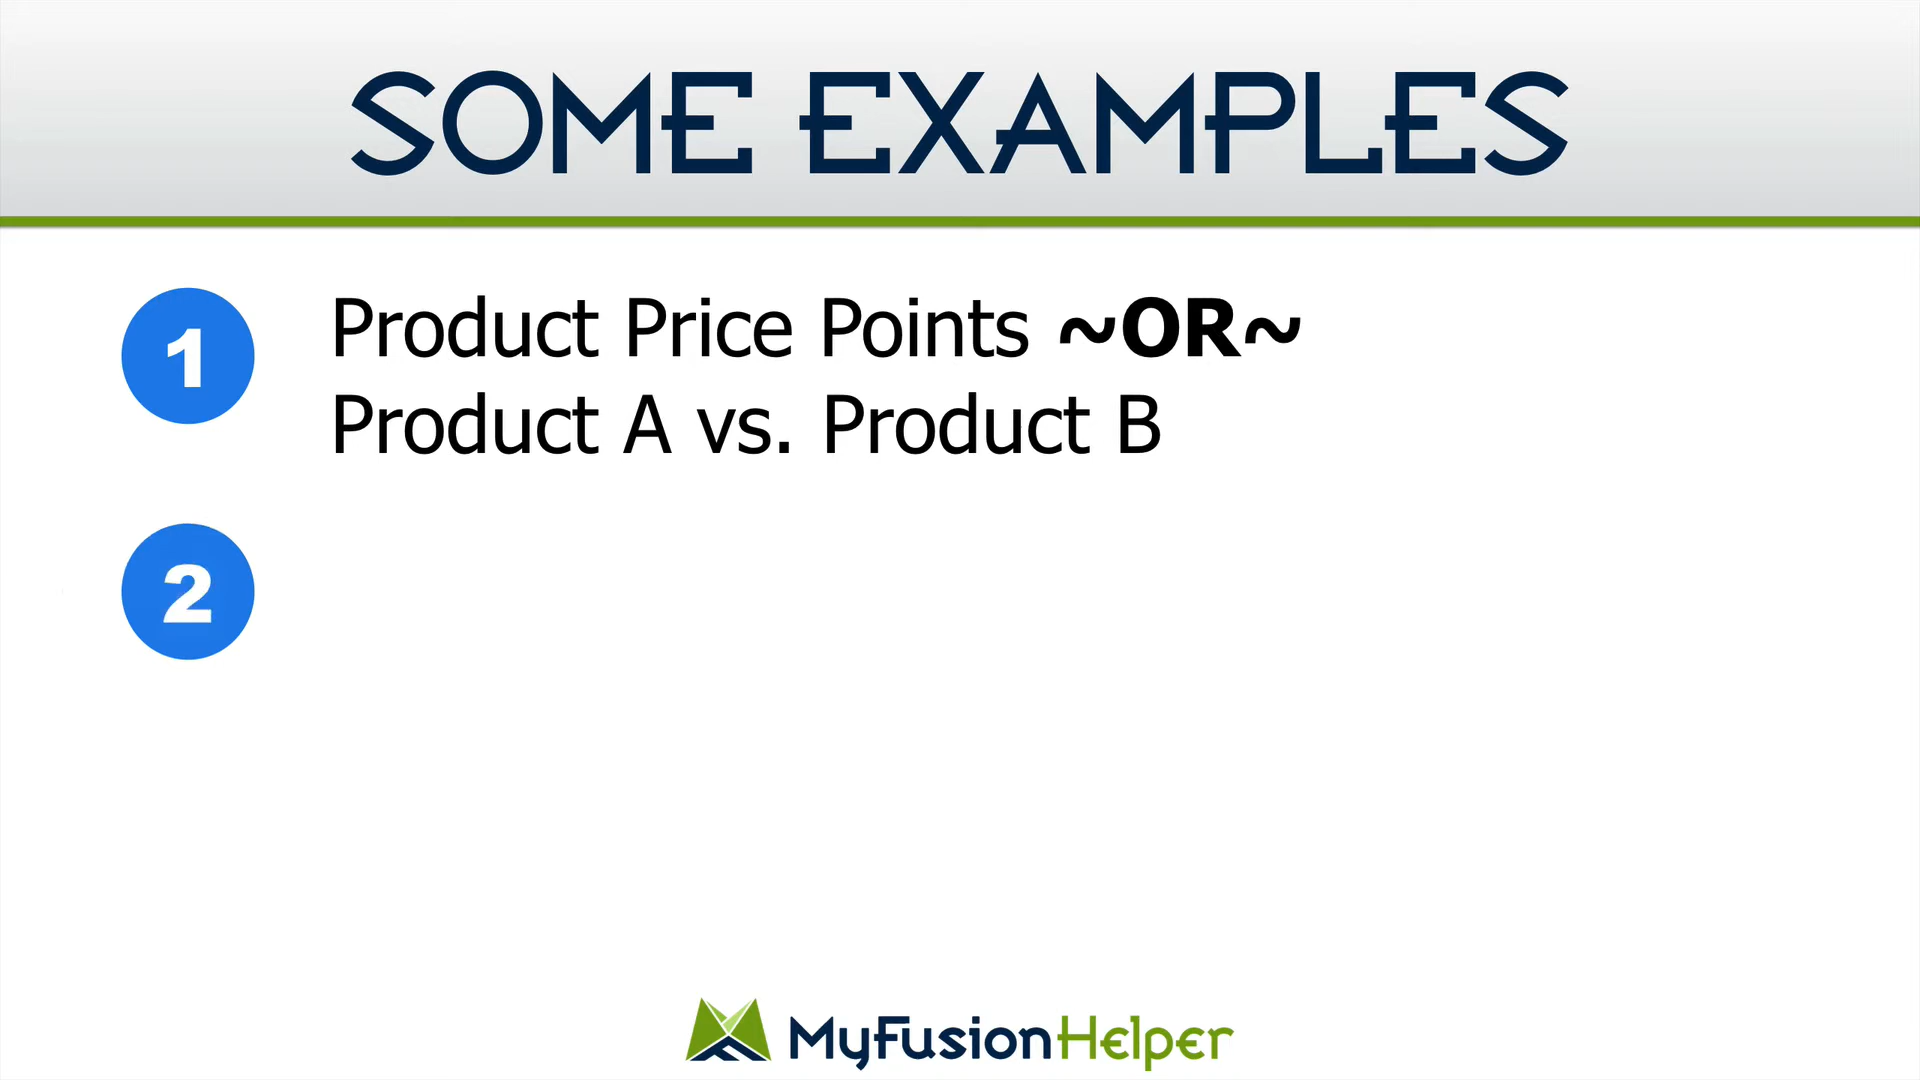 SOME EXAMPLES
1
Product Price Points ~OR~
Product A vs. Product B
2
MyFusionHelper